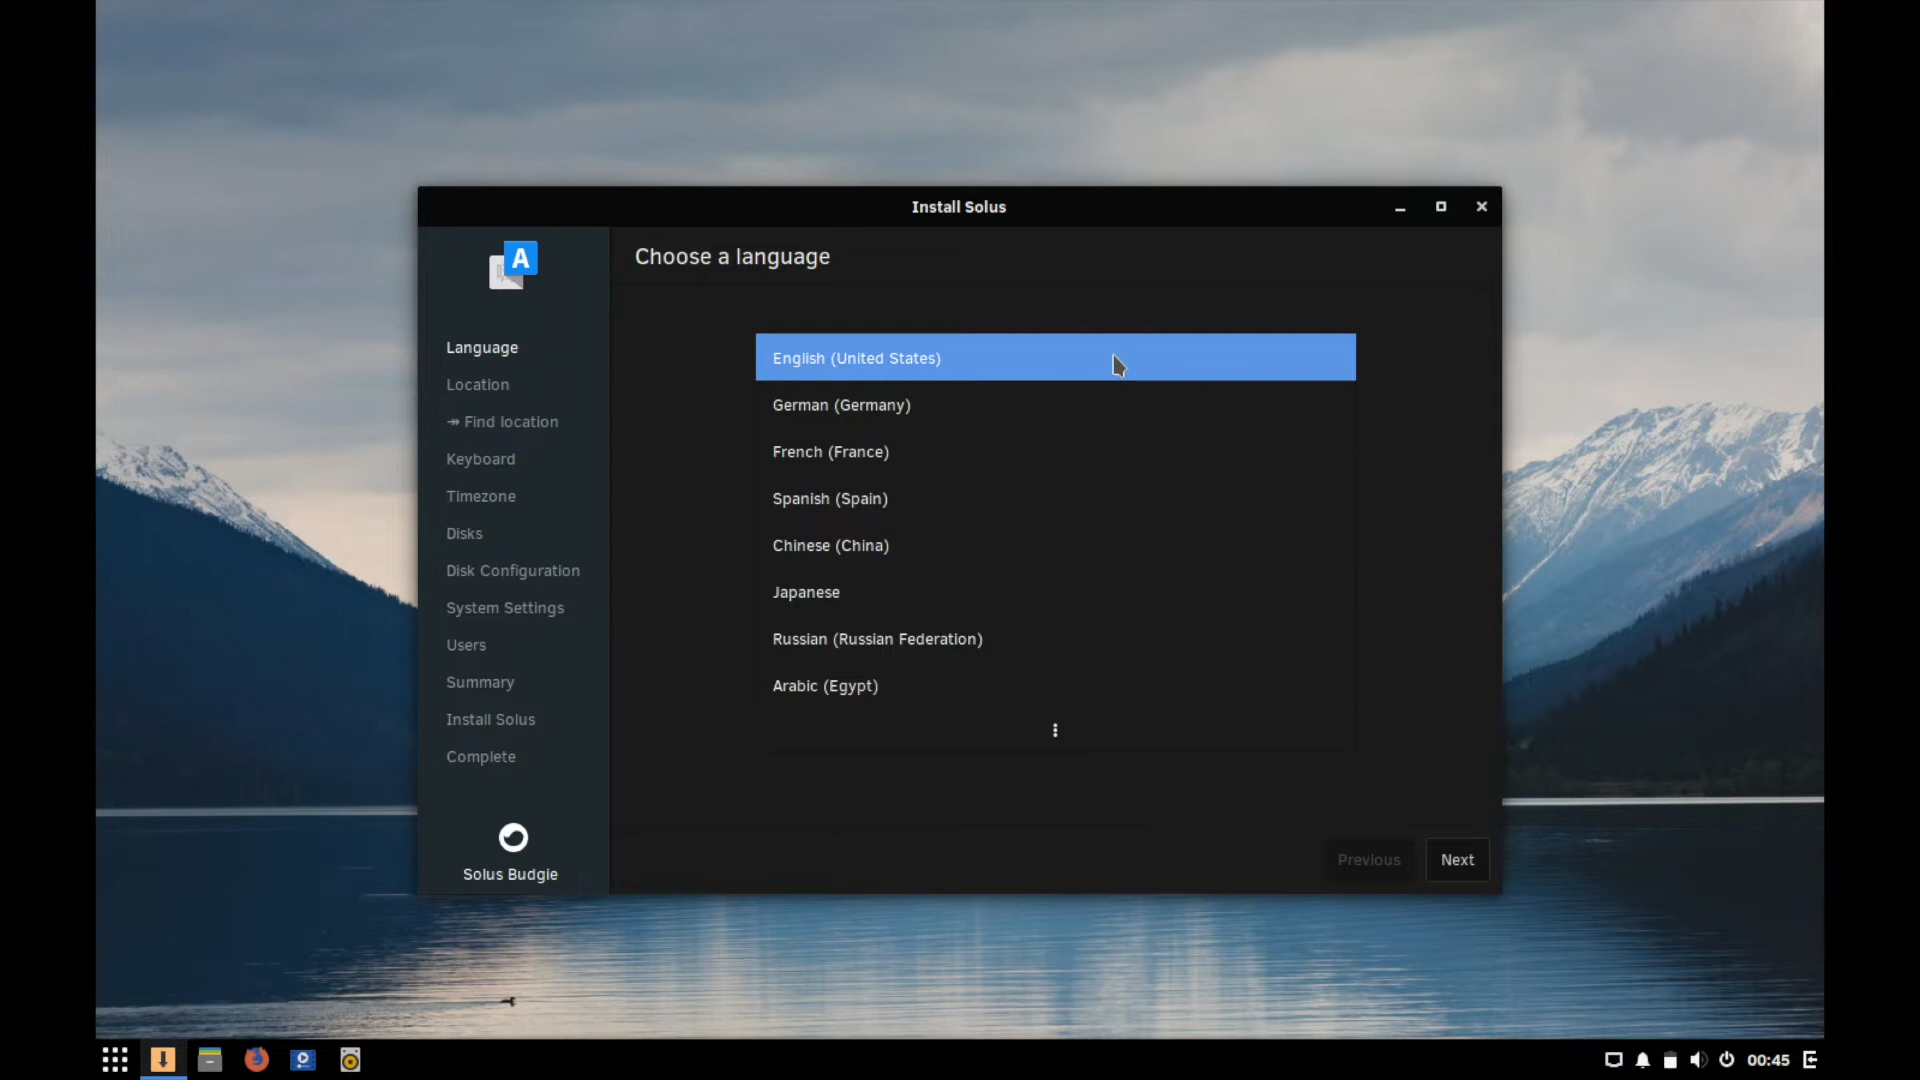 Install Solus
A
Choose a language
Language
Location
↠ Find location
Keyboard
Timezone
Disks
Disk Configuration
System Settings
Users
Summary
Install Solus
Complete
Solus Budgie
English (United States)
German (Germany)
French (France)
Spanish (Spain)
Chinese (China)
Japanese
Russian (Russian Federation)
Arabic (Egypt)
Previous
Next
00:45